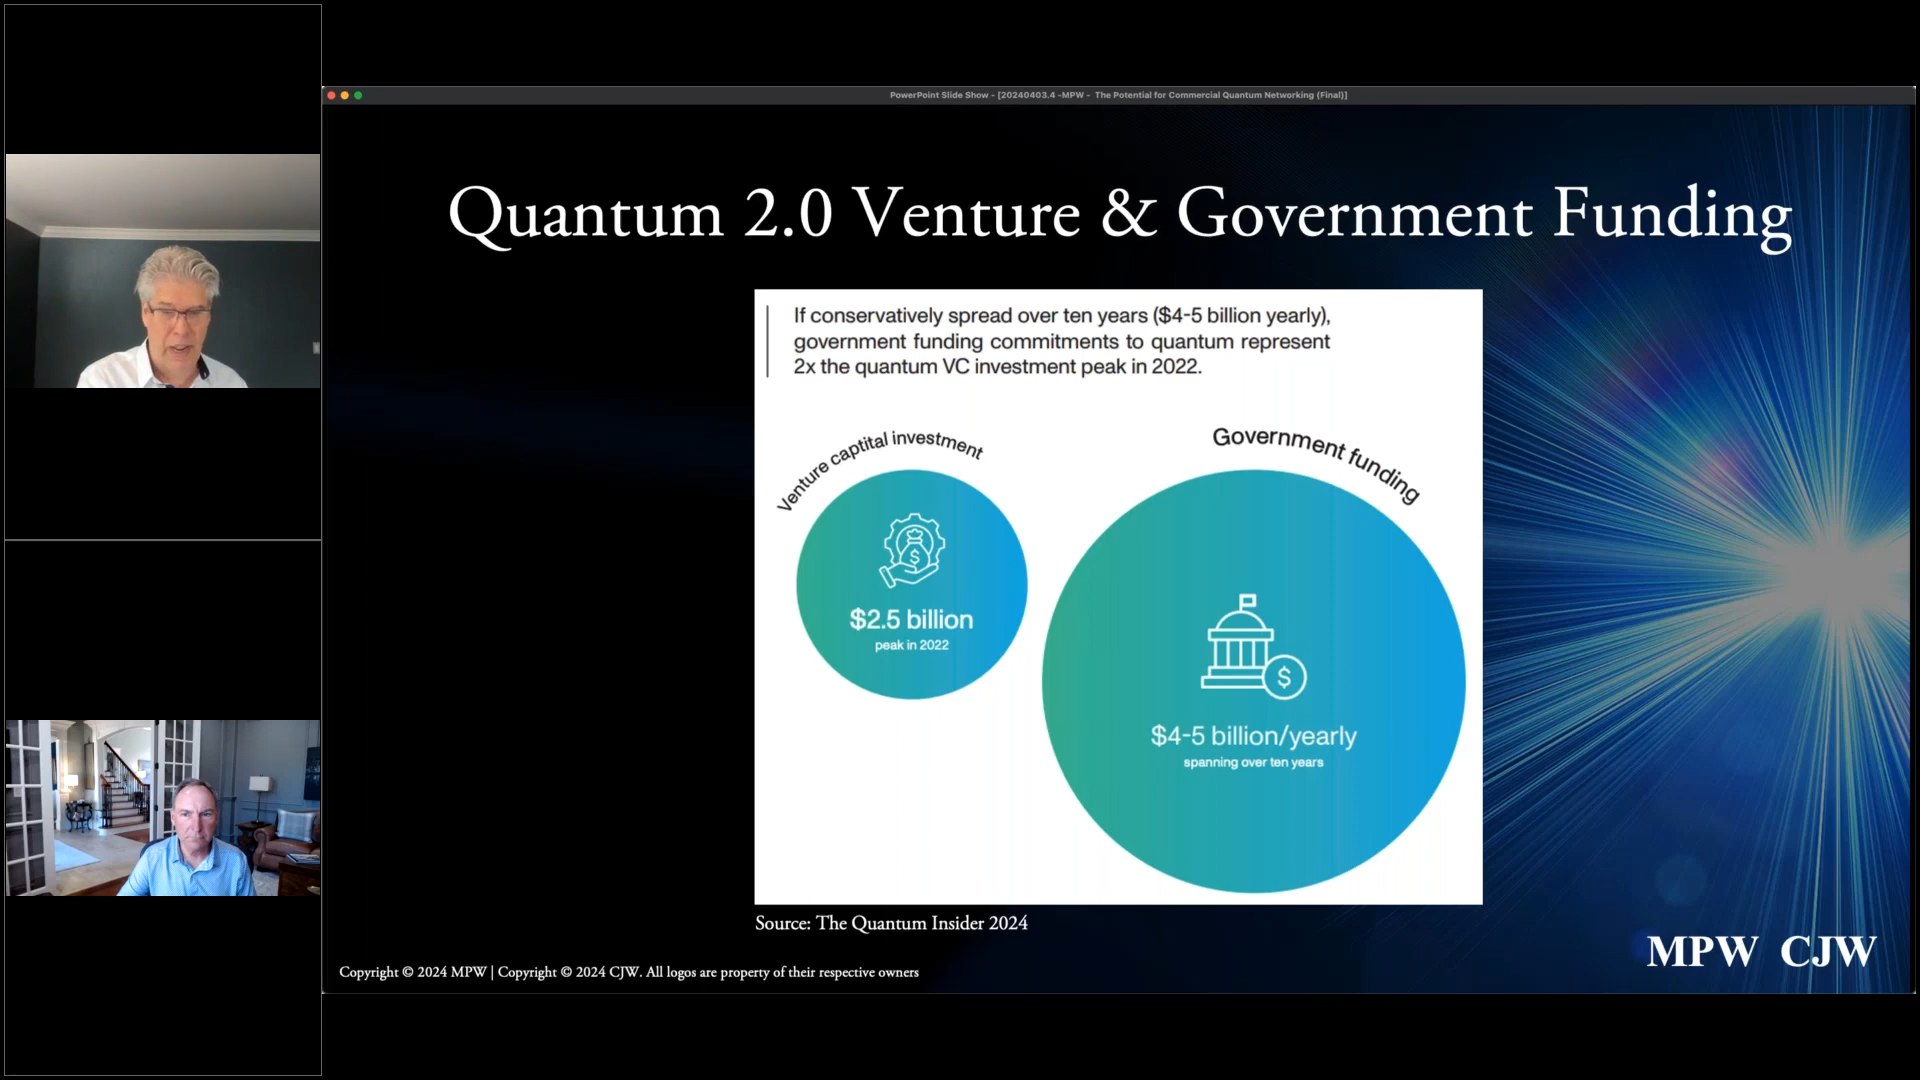 PowerPoint Slide Show - [20240403.4 -MPW - The Potential for Commercial Quantum Networking (Final)]
Quantum 2.0 Venture & Government Funding
If conservatively spread over ten years ($4-5 billion yearly),
government funding commitments to quantum represent
2x the quantum VC investment peak in 2022.
Venture captital investment
$
$2.5 billion
peak in 2022
Government funding
$
$4-5 billion/yearly
spanning over ten years
Source: The Quantum Insider 2024
Copyright © 2024 MPW | Copyright © 2024 CJW. All logos are property of their respective owners
MPW CJW